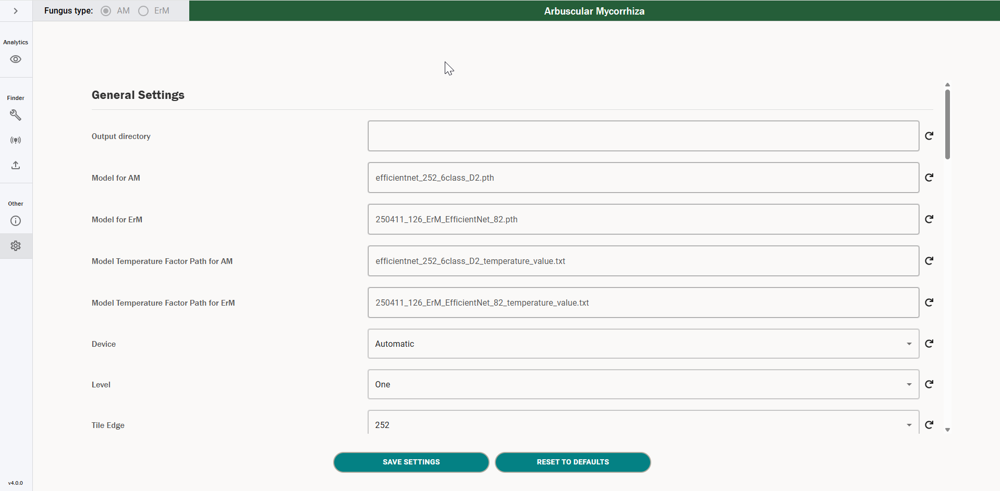 Fungus type: AM ErM
Arbuscular Mycorrhiza
Analytics
Finder
Other
v4.0.0
General Settings
Output directory
Model for AM
efficientnet_252_6class_D2.pth
Model for ErM
250411_126_ErM_EfficientNet_82.pth
Model Temperature Factor Path for AM
efficientnet_252_6class_D2_temperature_value.txt
Model Temperature Factor Path for ErM
250411_126_ErM_EfficientNet_82_temperature_value.txt
Device
Automatic
Level
One
Tile Edge
252
SAVE SETTINGS
RESET TO DEFAULTS